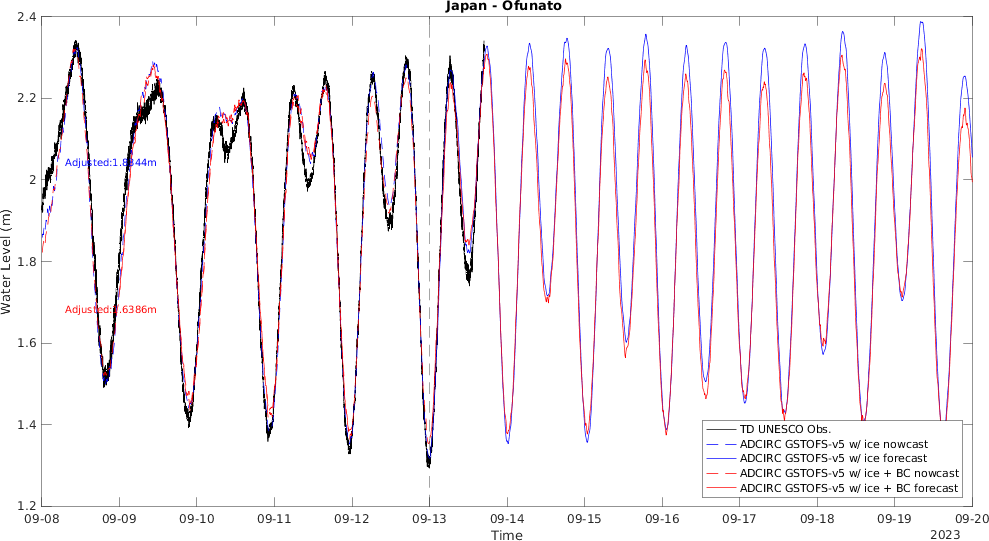 Japan - Ofunato
2.4
2.2
2
1.8
1.6
1.4
1.2
Water Level (m)
Adjusted:1.8344m
Adjusted:1.6386m
TD UNESCO Obs.
ADCIRC GSTOFS-v5 w/ ice nowcast
ADCIRC GSTOFS-v5 w/ ice forecast
ADCIRC GSTOFS-v5 w/ ice + BC nowcast
ADCIRC GSTOFS-v5 w/ ice + BC forecast
09-08 09-09 09-10 09-11 09-12 09-13 09-14 09-15 09-16 09-17 09-18 09-19 09-20
Time
2023